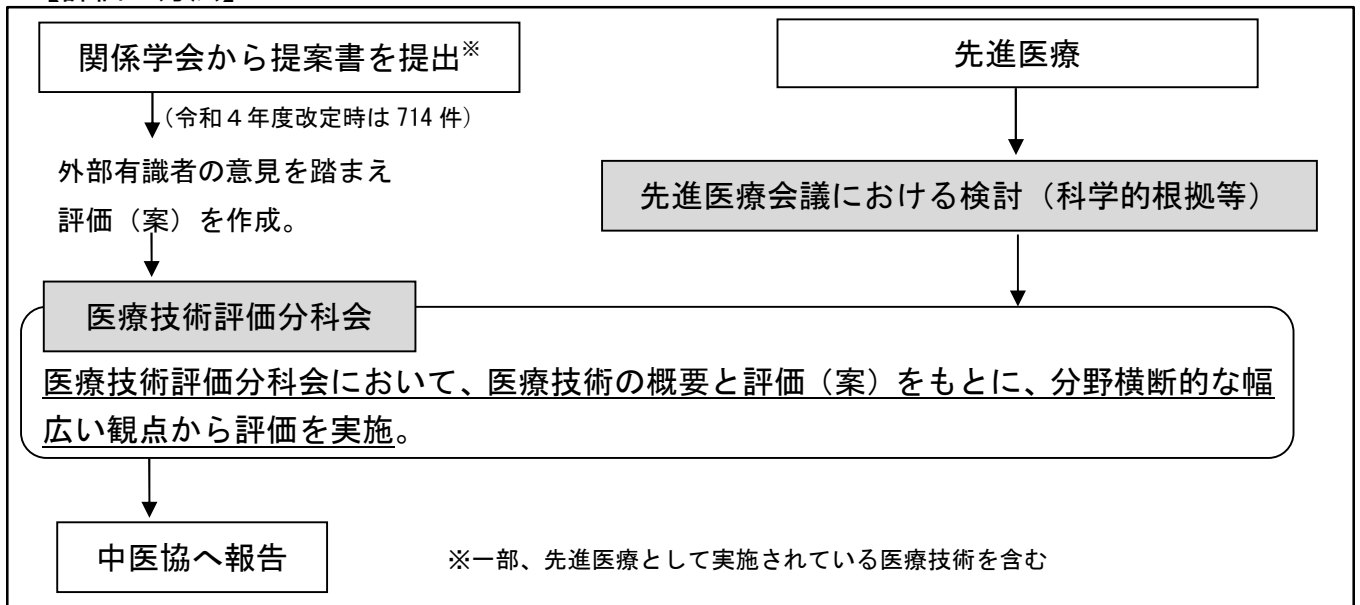 関係学会から提案書を提出※
(令和4年度改定時は 714 件)
外部有識者の意見を踏まえ
評価（案）を作成。
先進医療
先進医療会議における検討（科学的根拠等）
医療技術評価分科会
医療技術評価分科会において、医療技術の概要と評価（案）をもとに、分野横断的な幅
広い観点から評価を実施。
中医協へ報告
※一部、先進医療として実施されている医療技術を含む